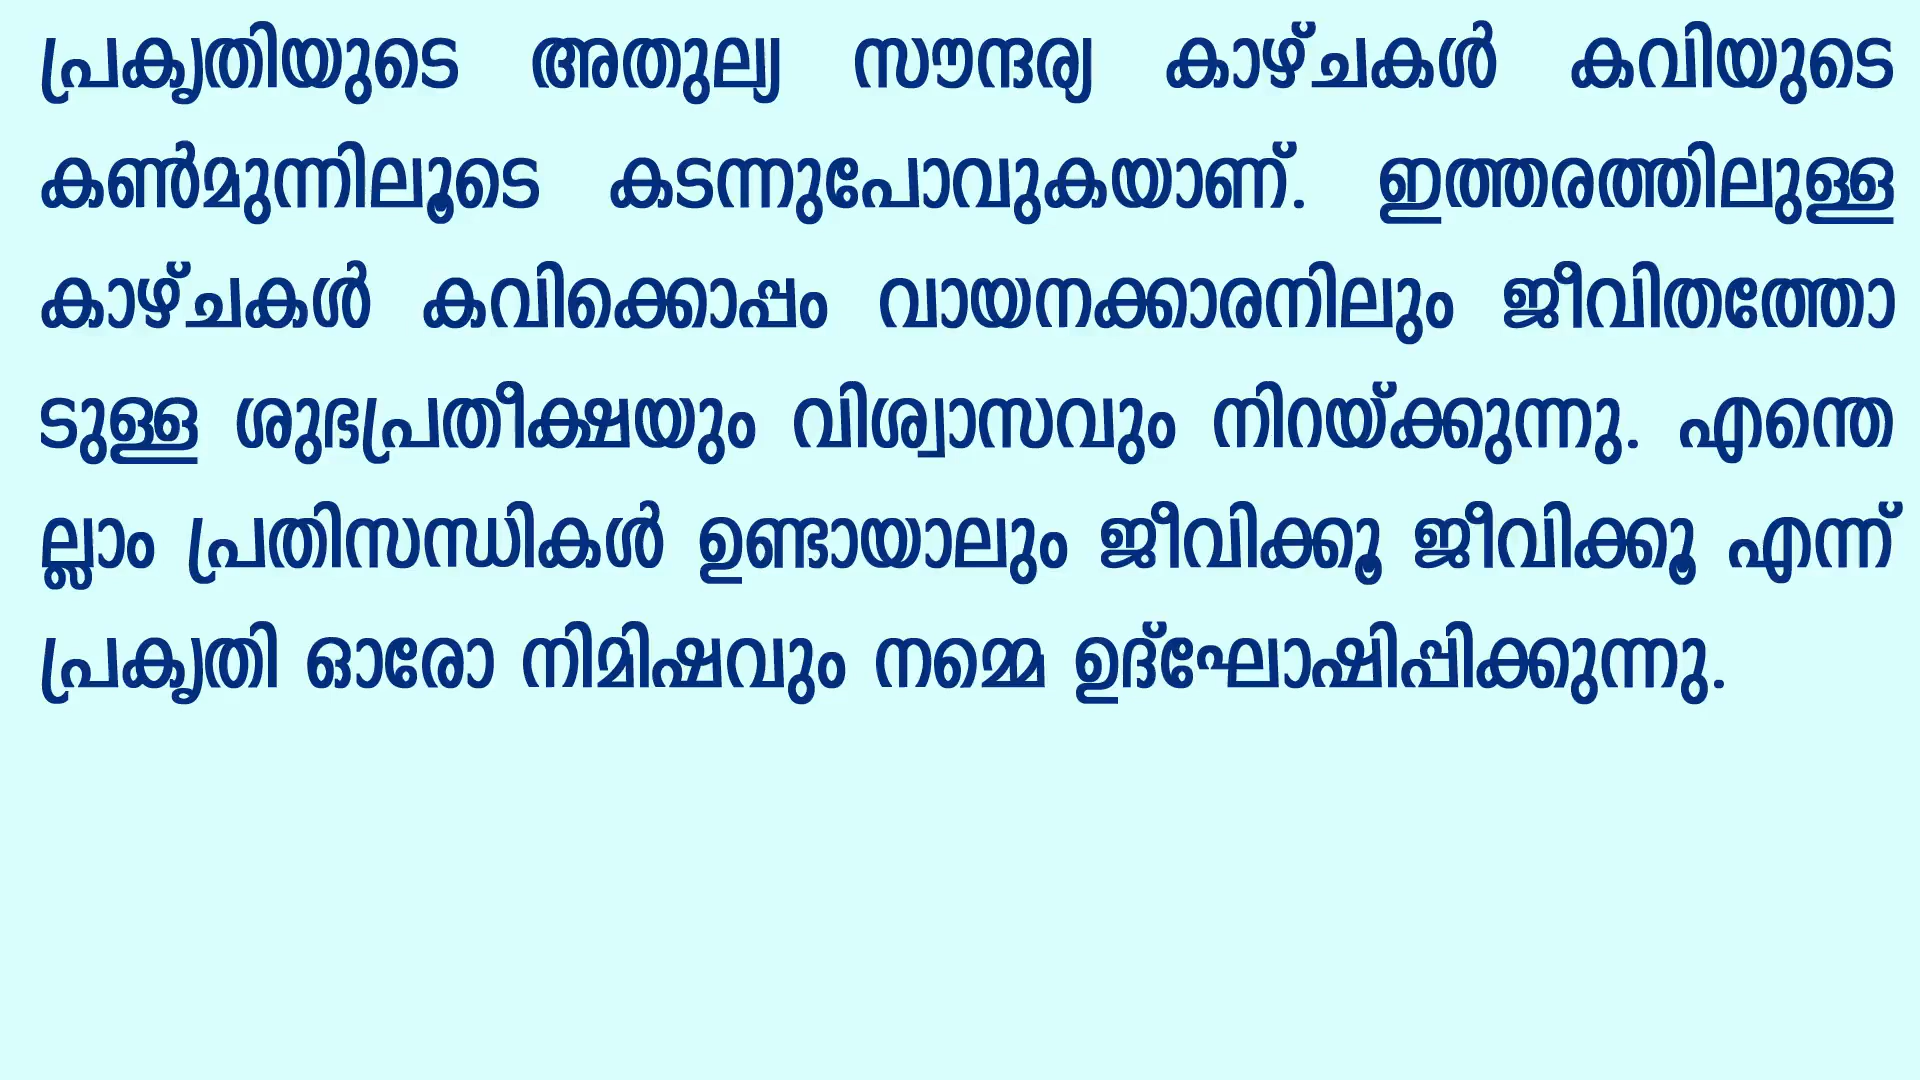 പ്രകൃതിയുടെ അതുല്യ സൗന്ദര്യ കാഴ്ചകൾ കവിയുടെ
കൺമുന്നിലൂടെ കടന്നുപോവുകയാണ്. ഇത്തരത്തിലുള്ള
കാഴ്ചകൾ കവിക്കൊപ്പം വായനക്കാരനിലും ജീവിതത്തോ
ടുള്ള ശുഭപ്രതീക്ഷയും വിശ്വാസവും നിറയ്ക്കുന്നു. എന്തെ
ല്ലാം പ്രതിസന്ധികൾ ഉണ്ടായാലും ജീവിക്കൂ ജീവിക്കൂ എന്ന്
പ്രകൃതി ഓരോ നിമിഷവും നമ്മെ ഉദ്ഘോഷിപ്പിക്കുന്നു.